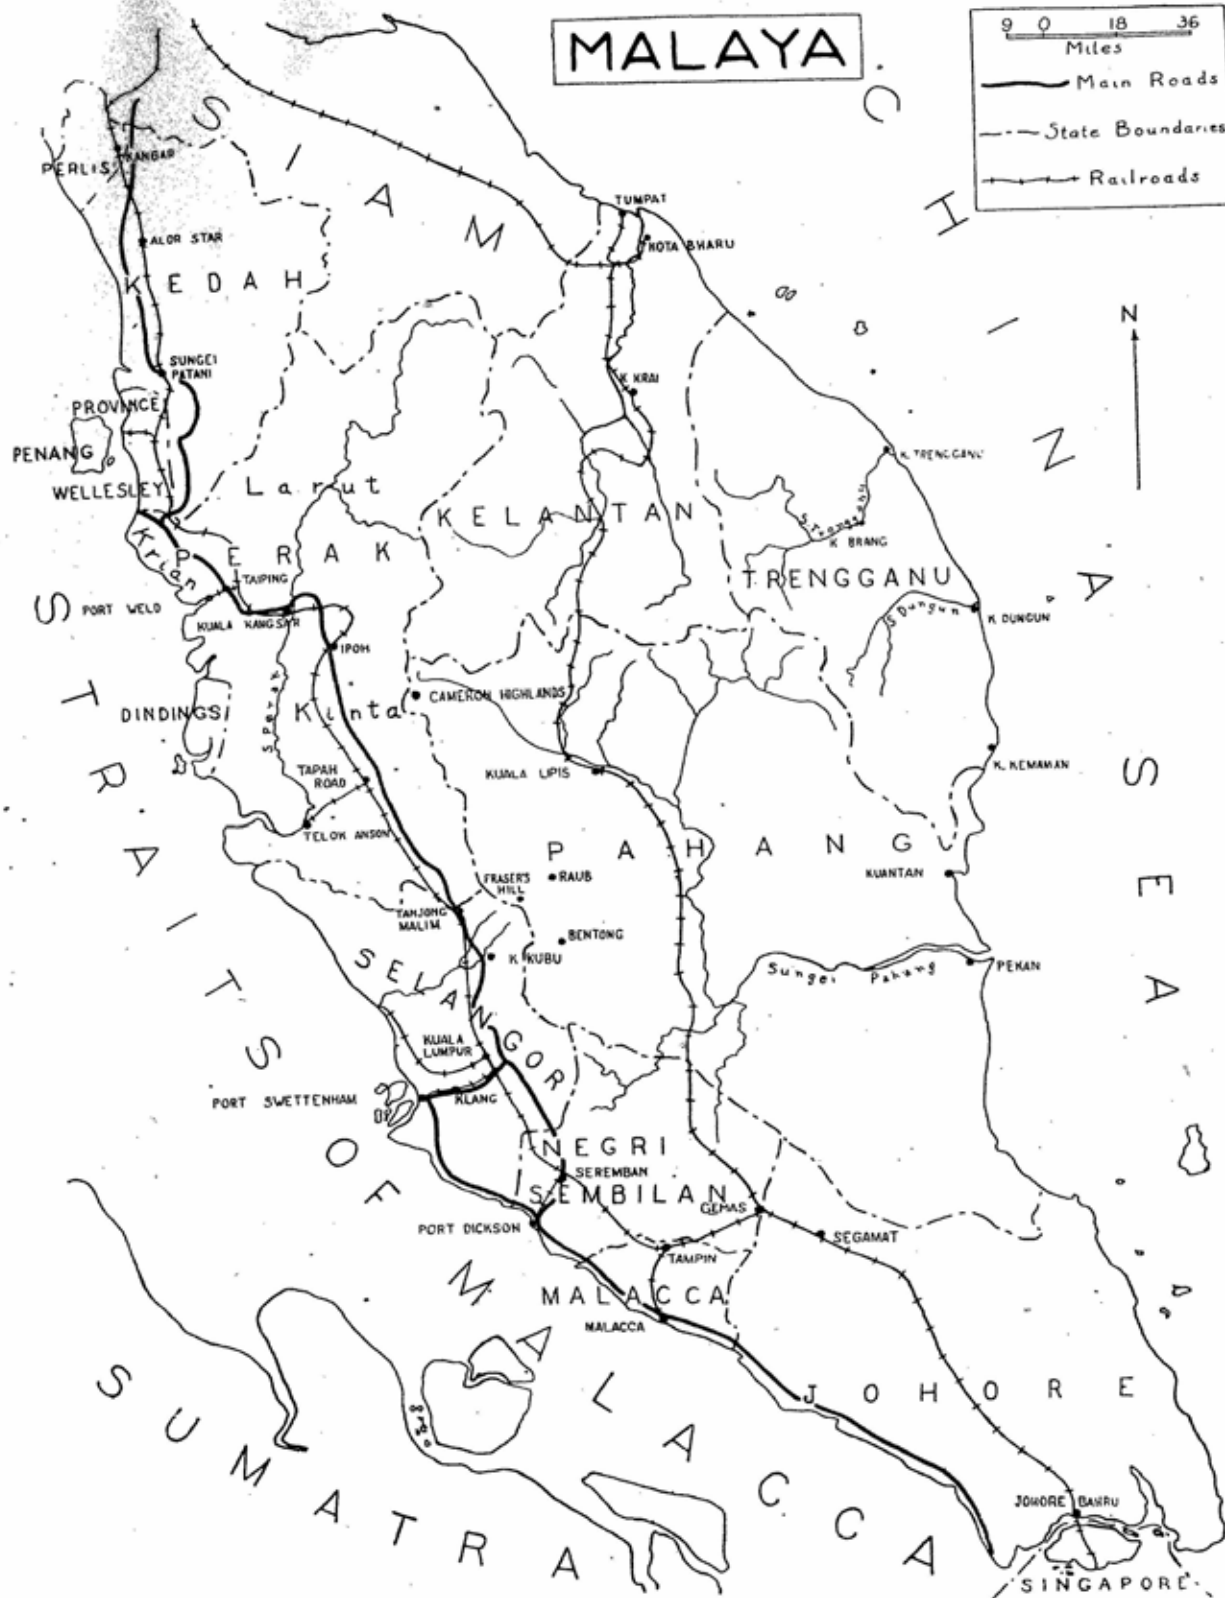 MALAYA
9 0 18 36
Miles
Main Roads
State Boundaries
Railroads
SIAM
CHINA SEA
N
PERLIS
KANGAR
ALOR STAR
KEDAH
TUMPAT
KOTA BHARU
SUNGEI
PATANI
K KRAI
PROVINCE
PENANG
WELLESLEY
Larut
KELANTAN
K. TRENGGANU
S Trengganu
K BRANG
TRENGGANU
Krian
PERAK
TAIPING
PORT WELD
KUALA KANGSAR
IPOH
S Dungun
K DUNGUN
CAMERON HIGHLANDS
DINDINGS
S Perak
Kinta
TAPAH
ROAD
KUALA LIPIS
K. KEMAMAN
TELOK ANSON
PAHANG
FRASER'S
HILL
RAUB
KUANTAN
TANJONG
MALIM
BENTONG
K KUBU
SELANGOR
Sungei Pahang
PEKAN
KUALA
LUMPUR
PORT SWETTENHAM
KLANG
NEGRI
SEREMBAN
SEMBILAN
GEMAS
PORT DICKSON
SEGAMAT
TAMPIN
MALACCA
MALACCA
JOHORE
STRAITS OF MALACCA
SUMATRA
JOHORE BAHRU
SINGAPORE